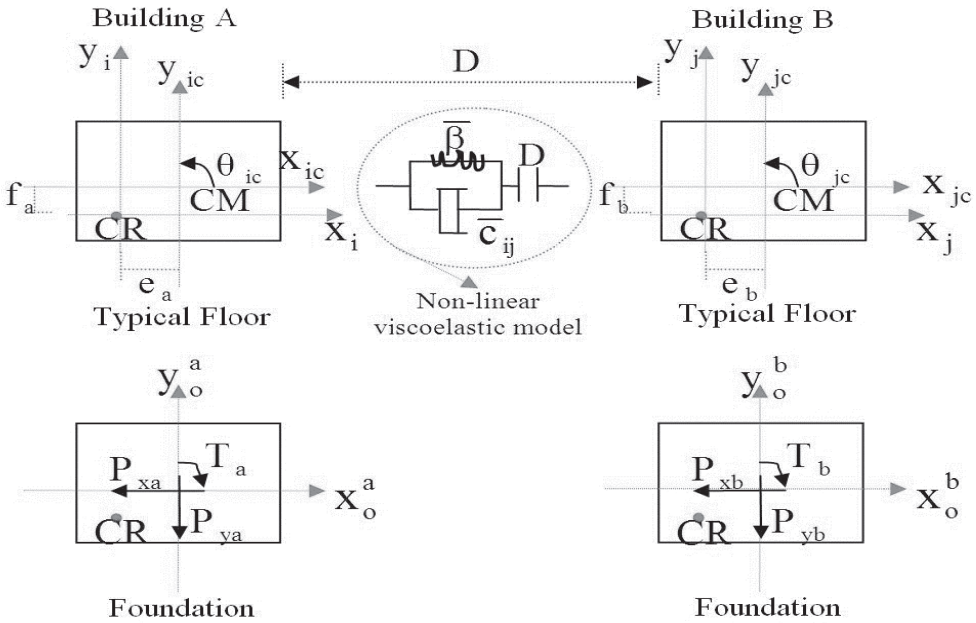 Building A
Building B
y i
y ic
D
y j
y jc
β̅
D
θ ic
x ic
θ jc
x jc
f a
CM
f b
CM
CR
x i
c̅ ij
CR
x j
e a
e b
Non-linear
viscoelastic model
Typical Floor
Typical Floor
y o a
y o b
P xa
T a
x o a
P xb
T b
x o b
CR
P ya
CR
P yb
Foundation
Foundation